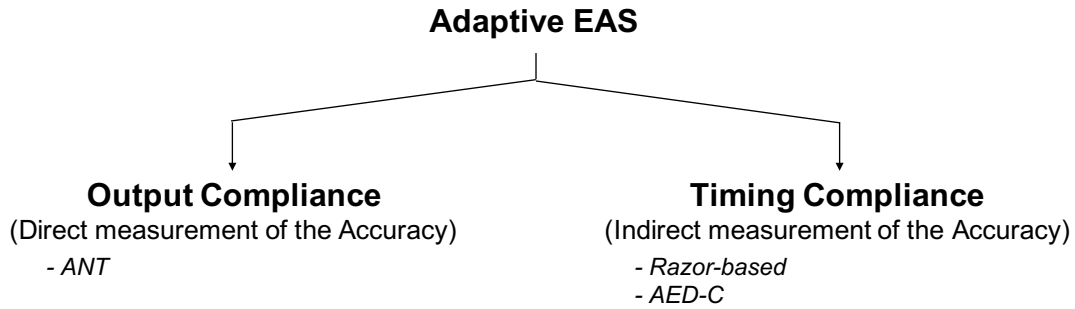 Adaptive EAS
Output Compliance
(Direct measurement of the Accuracy)
- ANT
Timing Compliance
(Indirect measurement of the Accuracy)
- Razor-based
- AED-C